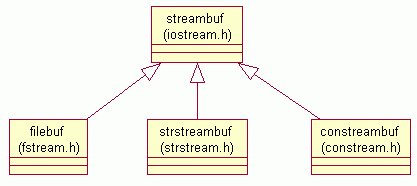 streambuf
(iostream.h)
filebuf
(fstream.h)
strstreambuf
(strstream.h)
constreambuf
(constream.h)